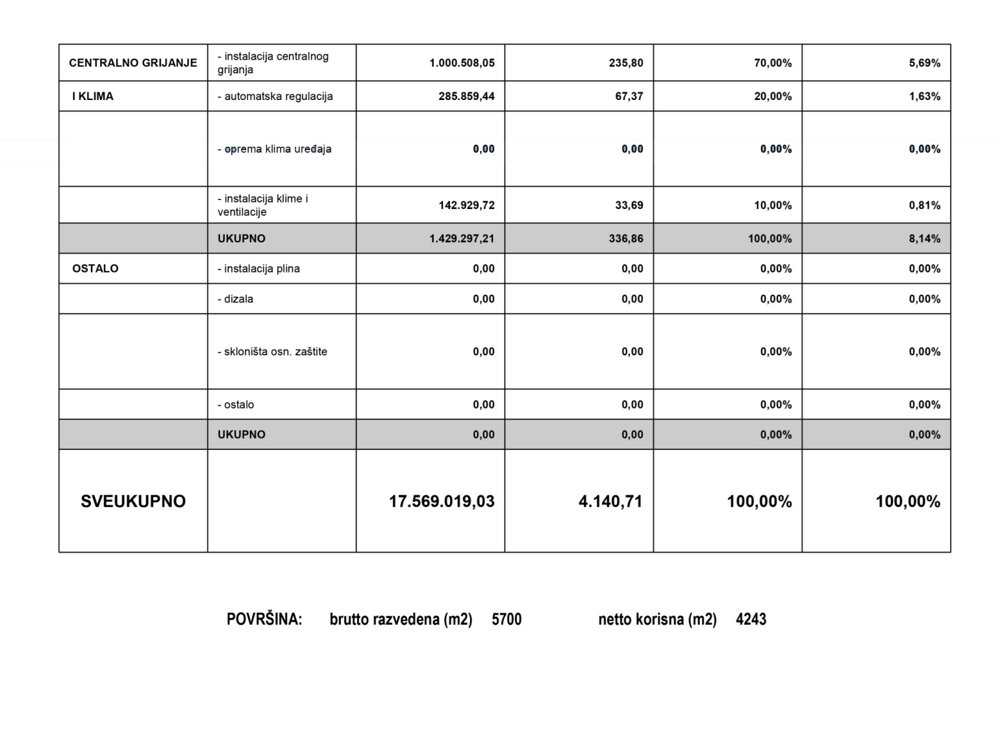 CENTRALNO GRIJANJE - instalacija centralnog grijanja 1.000.508,05 235,80 70,00% 5,69%
I KLIMA - automatska regulacija 285.859,44 67,37 20,00% 1,63%
- oprema klima uređaja 0,00 0,00 0,00% 0,00%
- instalacija klime i ventilacije 142.929,72 33,69 10,00% 0,81%
UKUPNO 1.429.297,21 336,86 100,00% 8,14%
OSTALO - instalacija plina 0,00 0,00 0,00% 0,00%
- dizala 0,00 0,00 0,00% 0,00%
- skloništa osn. zaštite 0,00 0,00 0,00% 0,00%
- ostalo 0,00 0,00 0,00% 0,00%
UKUPNO 0,00 0,00 0,00% 0,00%
SVEUKUPNO 17.569.019,03 4.140,71 100,00% 100,00%
POVRŠINA: brutto razvedena (m2) 5700 netto korisna (m2) 4243